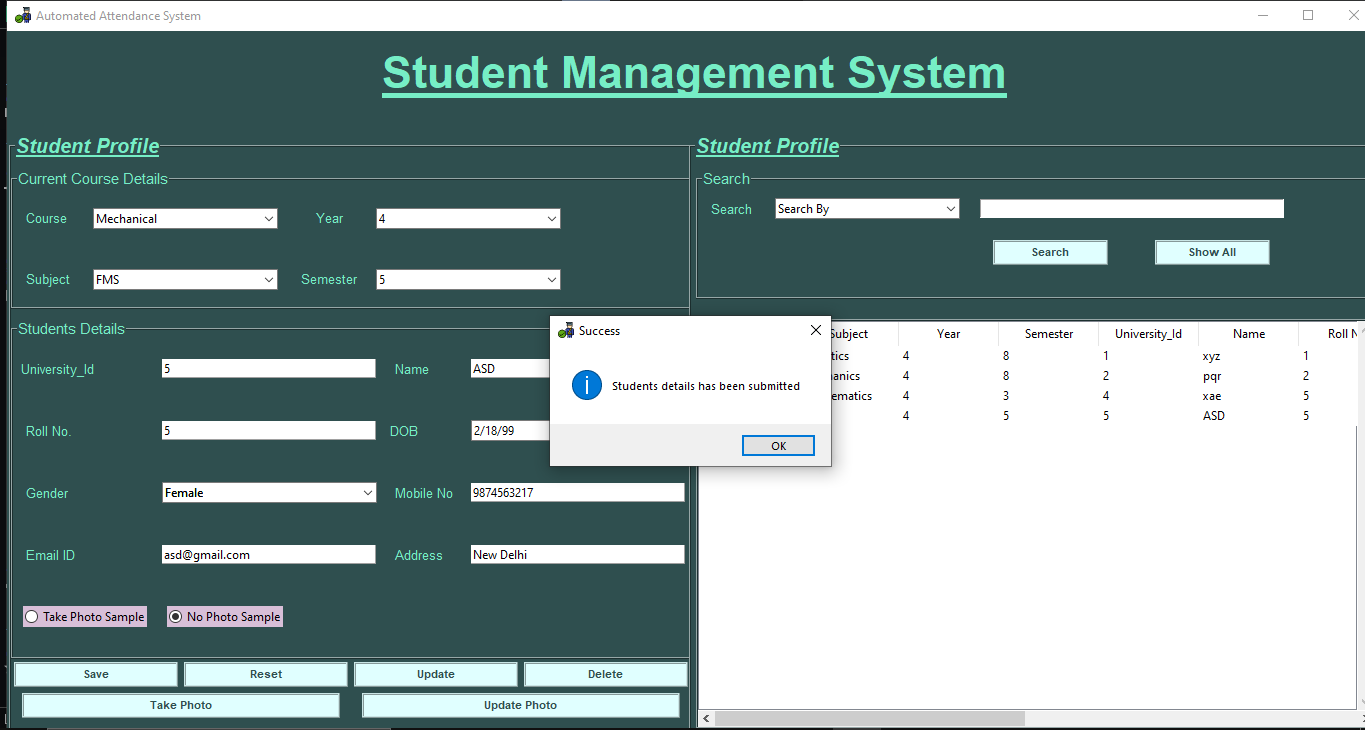 Automated Attendance System
Student Management System
Student Profile
Current Course Details
Course Mechanical Year 4
Subject FMS Semester 5
Students Details
University_Id 5 Name ASD
Roll No. 5 DOB 2/18/99
Gender Female Mobile No 9874563217
Email ID asd@gmail.com Address New Delhi
Take Photo Sample No Photo Sample
Save Reset Update Delete
Take Photo Update Photo
Student Profile
Search
Search Search By
Search Show All
Year Semester University_Id Name Roll
4 8 1 xyz 1
4 8 2 pqr 2
4 3 4 xae 5
4 5 5 ASD 5
Success
Students details has been submitted
OK